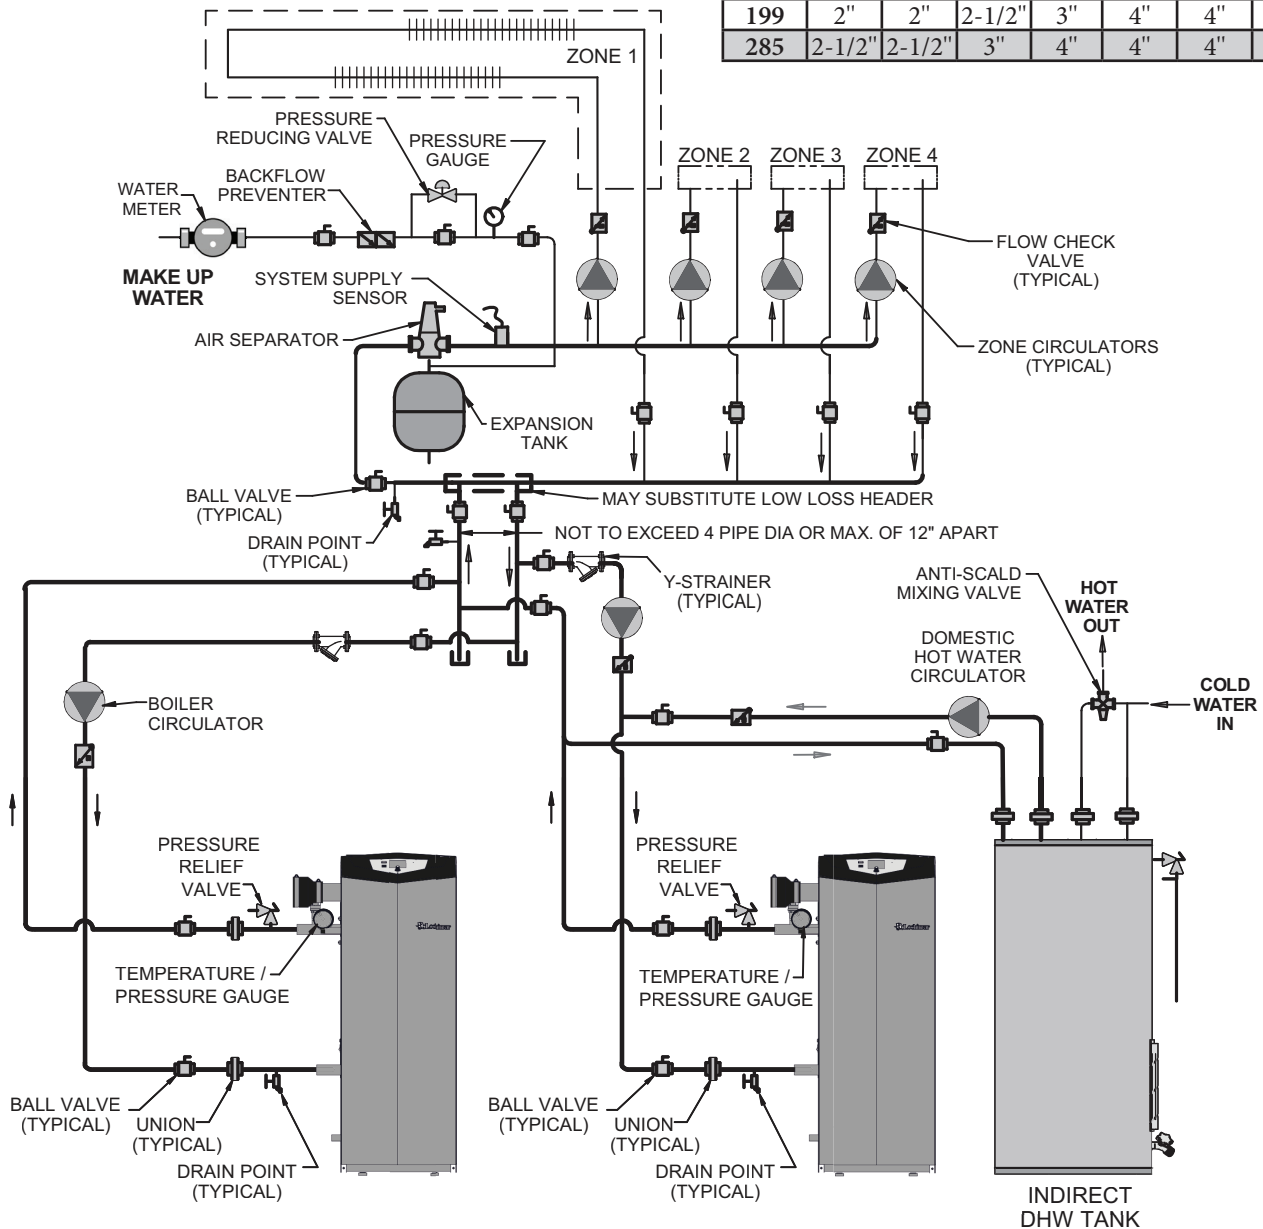 199 2" 2" 2-1/2" 3" 4" 4"
285 2-1/2" 2-1/2" 3" 4" 4" 4"
ZONE 1
PRESSURE
REDUCING VALVE
PRESSURE
GAUGE
ZONE 2
ZONE 3
ZONE 4
WATER
METER
BACKFLOW
PREVENTER
MAKE UP
WATER
SYSTEM SUPPLY
SENSOR
FLOW CHECK
VALVE
(TYPICAL)
AIR SEPARATOR
ZONE CIRCULATORS
(TYPICAL)
EXPANSION
TANK
BALL VALVE
(TYPICAL)
MAY SUBSTITUTE LOW LOSS HEADER
DRAIN POINT
(TYPICAL)
NOT TO EXCEED 4 PIPE DIA OR MAX. OF 12" APART
Y-STRAINER
(TYPICAL)
ANTI-SCALD
MIXING VALVE
HOT
WATER
OUT
DOMESTIC
HOT WATER
CIRCULATOR
COLD
WATER
IN
BOILER
CIRCULATOR
PRESSURE
RELIEF
VALVE
PRESSURE
RELIEF
VALVE
Lochinvar
Lochinvar
TEMPERATURE /
PRESSURE GAUGE
TEMPERATURE /
PRESSURE GAUGE
BALL VALVE
(TYPICAL)
UNION
(TYPICAL)
DRAIN POINT
(TYPICAL)
BALL VALVE
(TYPICAL)
UNION
(TYPICAL)
DRAIN POINT
(TYPICAL)
INDIRECT
DHW TANK